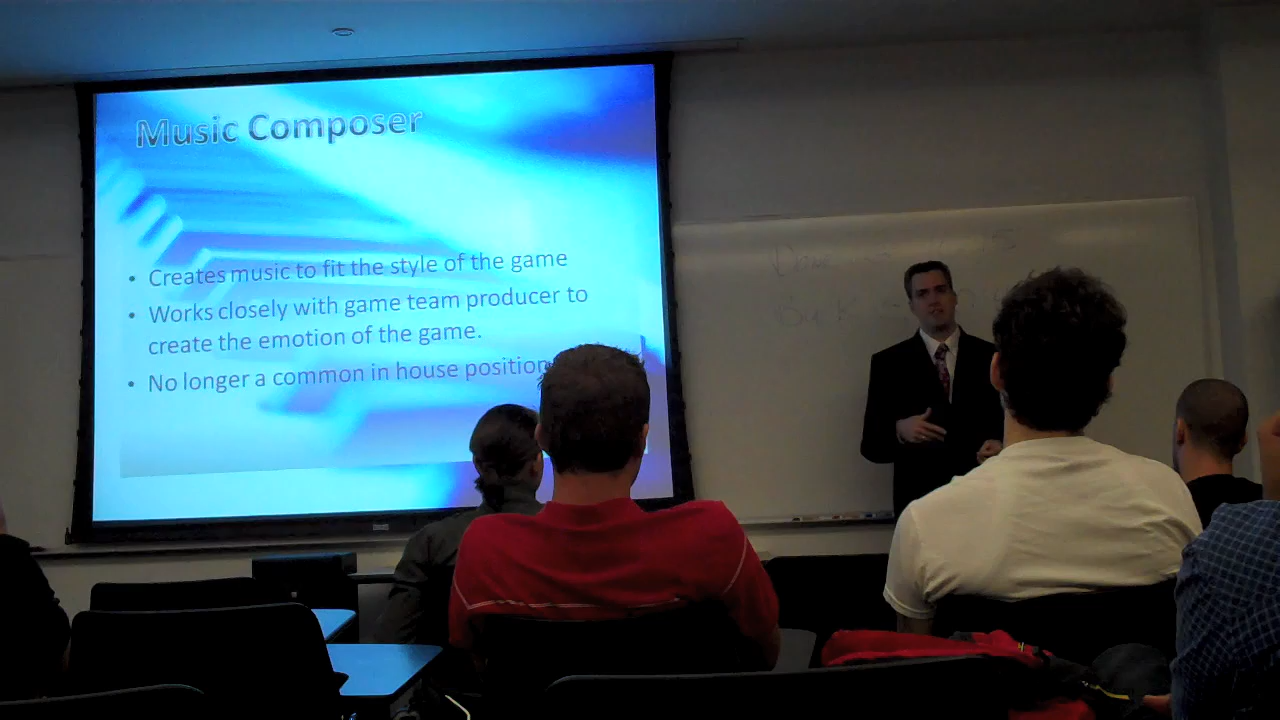 Music Composer
• Creates music to fit the style of the game
• Works closely with game team producer to
create the emotion of the game.
• No longer a common in house position